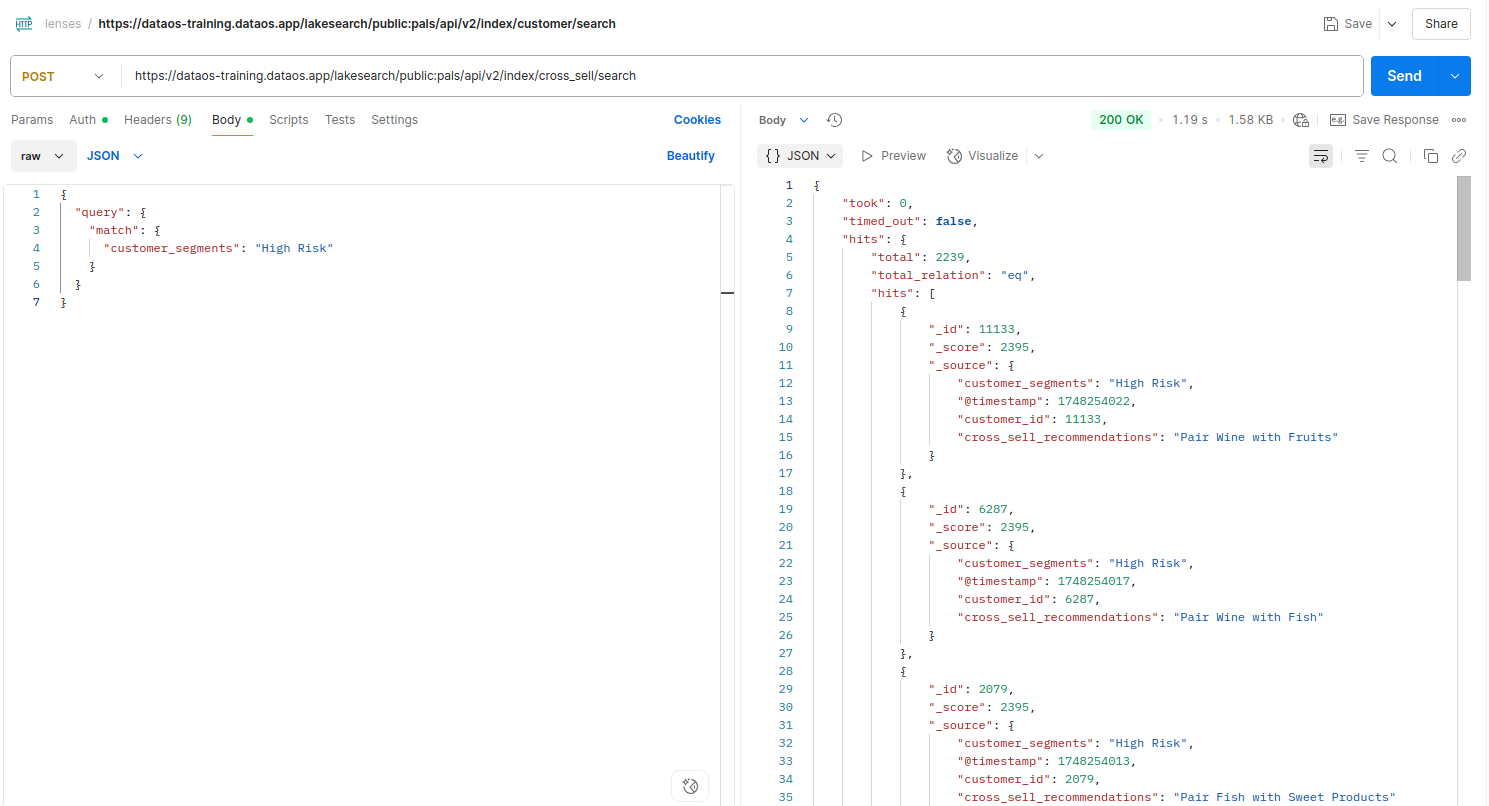 HTTP lenses / https://dataos-training.dataos.app/lakesearch/public:pals/api/v2/index/customer/search Save Share
POST https://dataos-training.dataos.app/lakesearch/public:pals/api/v2/index/cross_sell/search Send
Params Auth Headers (9) Body Scripts Tests Settings Cookies
raw JSON Beautify
1 {
2 "query": {
3 "match": {
4 "customer_segments": "High Risk"
5 }
6 }
7 }
Body 200 OK 1.19 s 1.58 KB e.g. Save Response
{} JSON Preview Visualize
1 {
2 "took": 0,
3 "timed_out": false,
4 "hits": {
5 "total": 2239,
6 "total_relation": "eq",
7 "hits": [
8 {
9 "_id": 11133,
10 "_score": 2395,
11 "_source": {
12 "customer_segments": "High Risk",
13 "@timestamp": 1748254022,
14 "customer_id": 11133,
15 "cross_sell_recommendations": "Pair Wine with Fruits"
16 }
17 },
18 {
19 "_id": 6287,
20 "_score": 2395,
21 "_source": {
22 "customer_segments": "High Risk",
23 "@timestamp": 1748254017,
24 "customer_id": 6287,
25 "cross_sell_recommendations": "Pair Wine with Fish"
26 }
27 },
28 {
29 "_id": 2079,
30 "_score": 2395,
31 "_source": {
32 "customer_segments": "High Risk",
33 "@timestamp": 1748254013,
34 "customer_id": 2079,
35 "cross_sell_recommendations": "Pair Fish with Sweet Products"